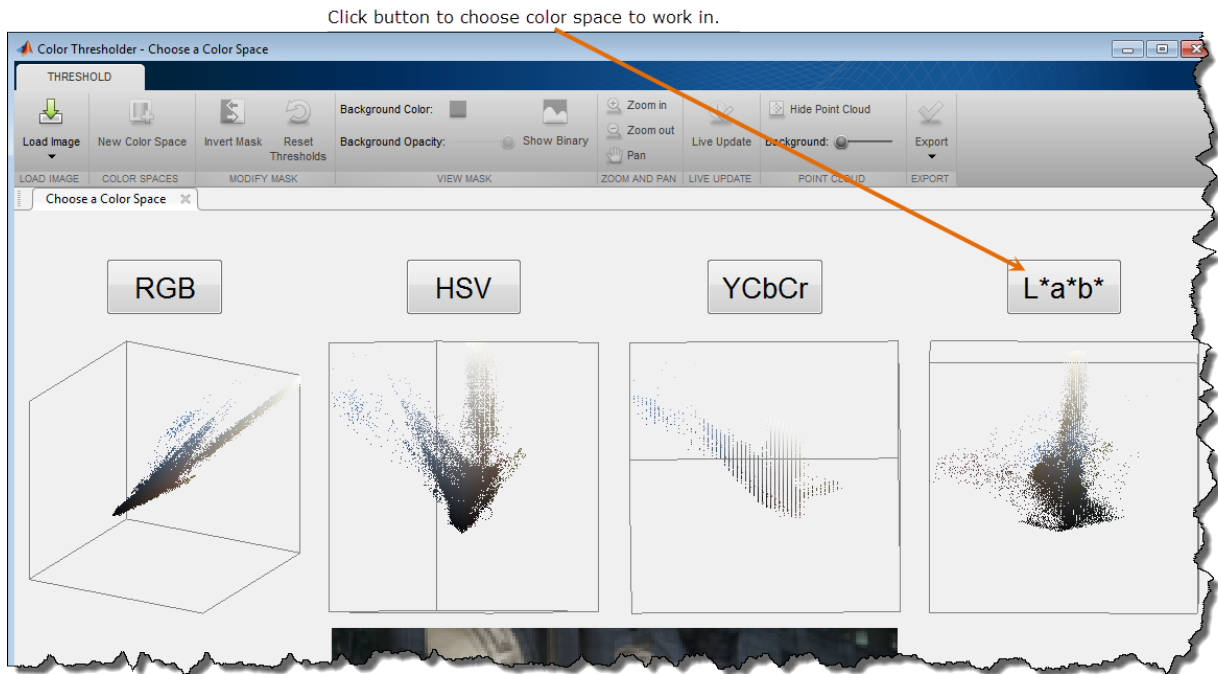 Click button to choose color space to work in.
Color Thresholder - Choose a Color Space
THRESHOLD
Load Image
New Color Space
Invert Mask
Reset
Thresholds
Background Color:
Background Opacity:
Show Binary
Zoom in
Zoom out
Pan
Live Update
Hide Point Cloud
Background:
Export
LOAD IMAGE
COLOR SPACES
MODIFY MASK
VIEW MASK
ZOOM AND PAN
LIVE UPDATE
POINT CLOUD
EXPORT
Choose a Color Space
RGB
HSV
YCbCr
L*a*b*